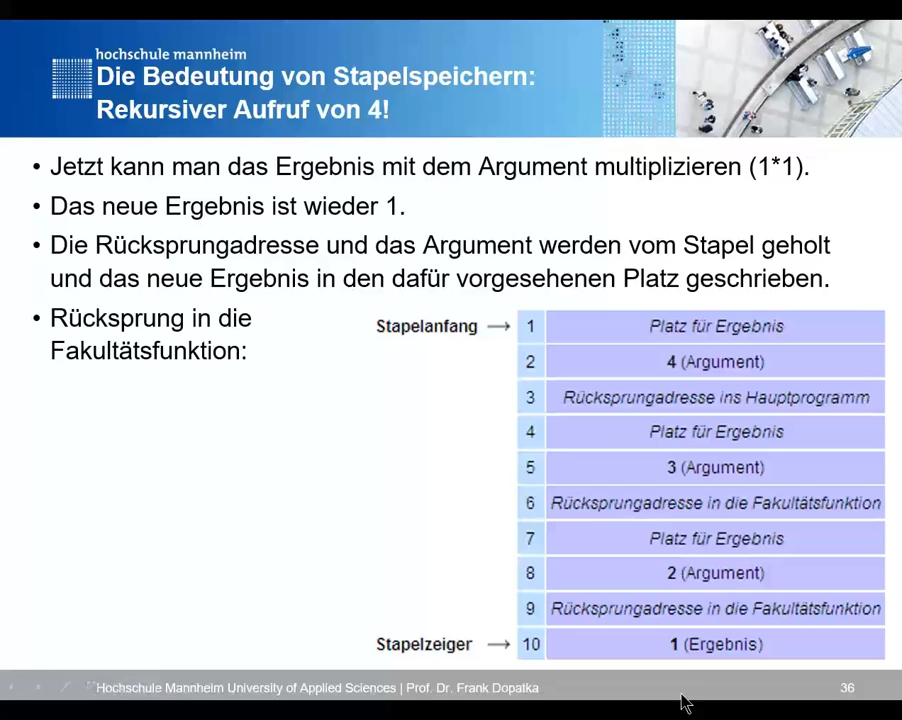 hochschule mannheim
Die Bedeutung von Stapelspeichern:
Rekursiver Aufruf von 4!
• Jetzt kann man das Ergebnis mit dem Argument multiplizieren (1*1).
• Das neue Ergebnis ist wieder 1.
• Die Rücksprungadresse und das Argument werden vom Stapel geholt
und das neue Ergebnis in den dafür vorgesehenen Platz geschrieben.
• Rücksprung in die
Fakultätsfunktion:
Stapelanfang → 1 Platz für Ergebnis
2 4 (Argument)
3 Rücksprungadresse ins Hauptprogramm
4 Platz für Ergebnis
5 3 (Argument)
6 Rücksprungadresse in die Fakultätsfunktion
7 Platz für Ergebnis
8 2 (Argument)
9 Rücksprungadresse in die Fakultätsfunktion
Stapelzeiger → 10 1 (Ergebnis)
Hochschule Mannheim University of Applied Sciences | Prof. Dr. Frank Dopatka 36